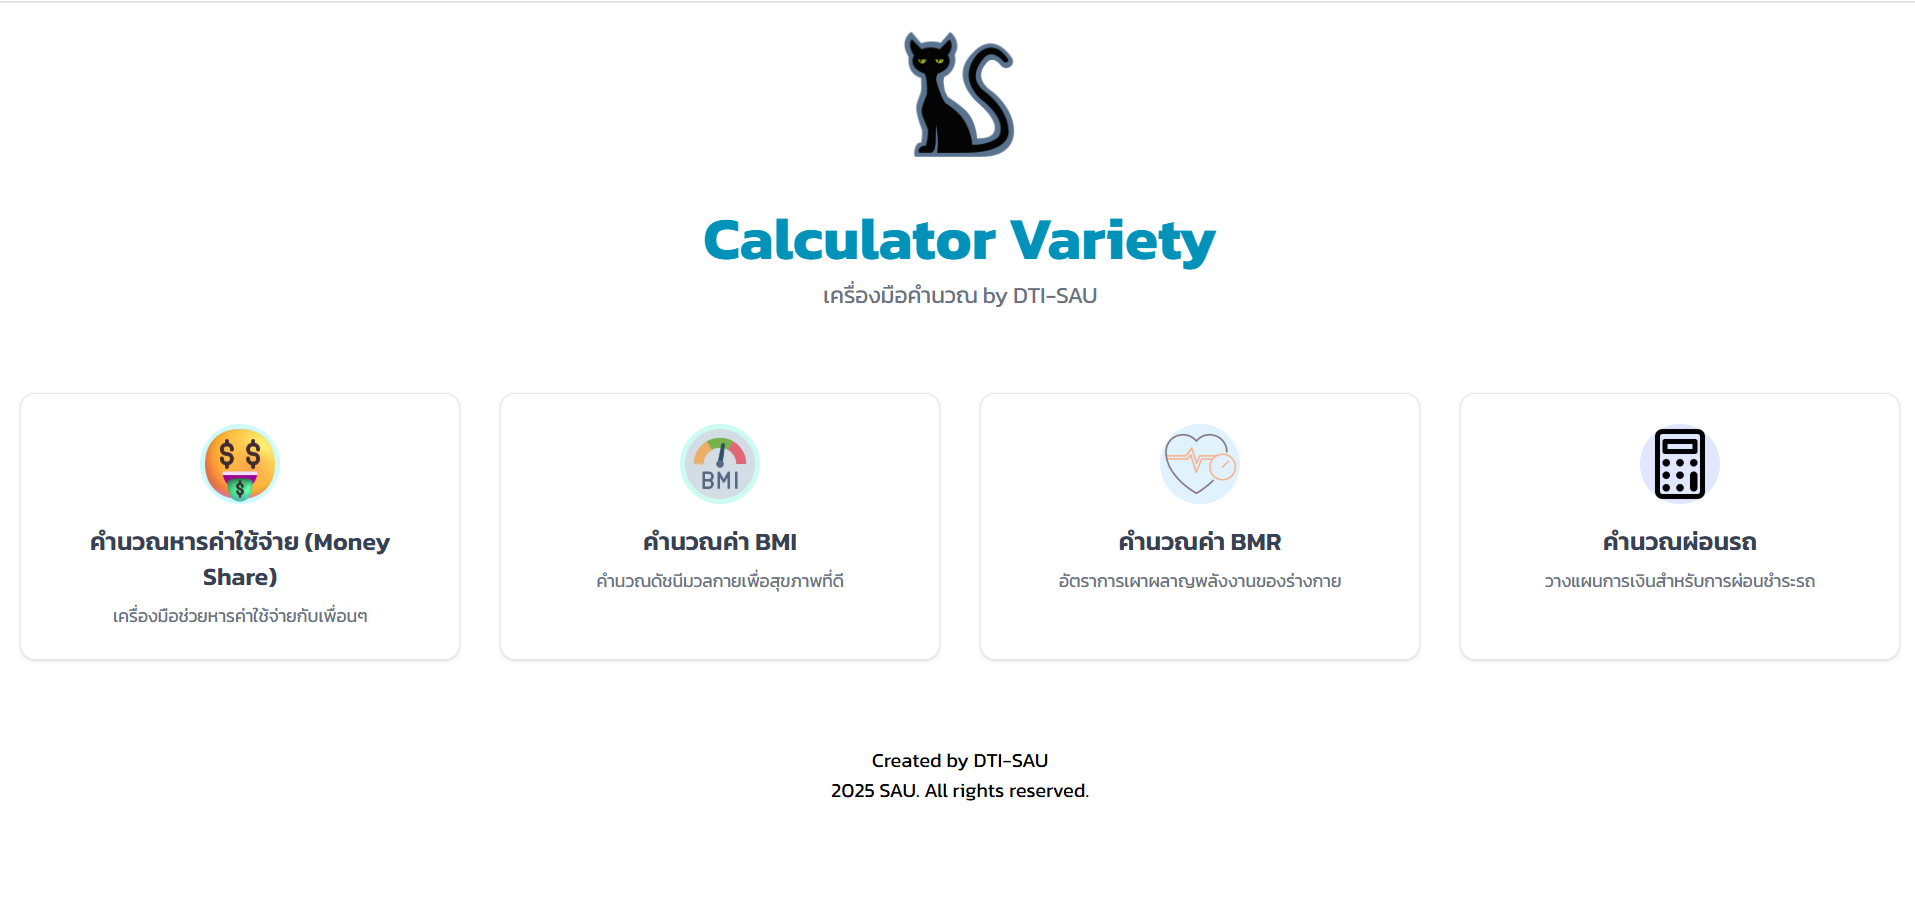 Calculator Variety
เครื่องมือคำนวณ by DTI-SAU
$ $
$
คำนวณหารค่าใช้จ่าย (Money
Share)
เครื่องมือช่วยหารค่าใช้จ่ายกับเพื่อนๆ
BMI
คำนวณค่า BMI
คำนวณดัชนีมวลกายเพื่อสุขภาพที่ดี
คำนวณค่า BMR
อัตราการเผาผลาญพลังงานของร่างกาย
คำนวณผ่อนรถ
วางแผนการเงินสำหรับการผ่อนชำระรถ
Created by DTI-SAU
2025 SAU. All rights reserved.